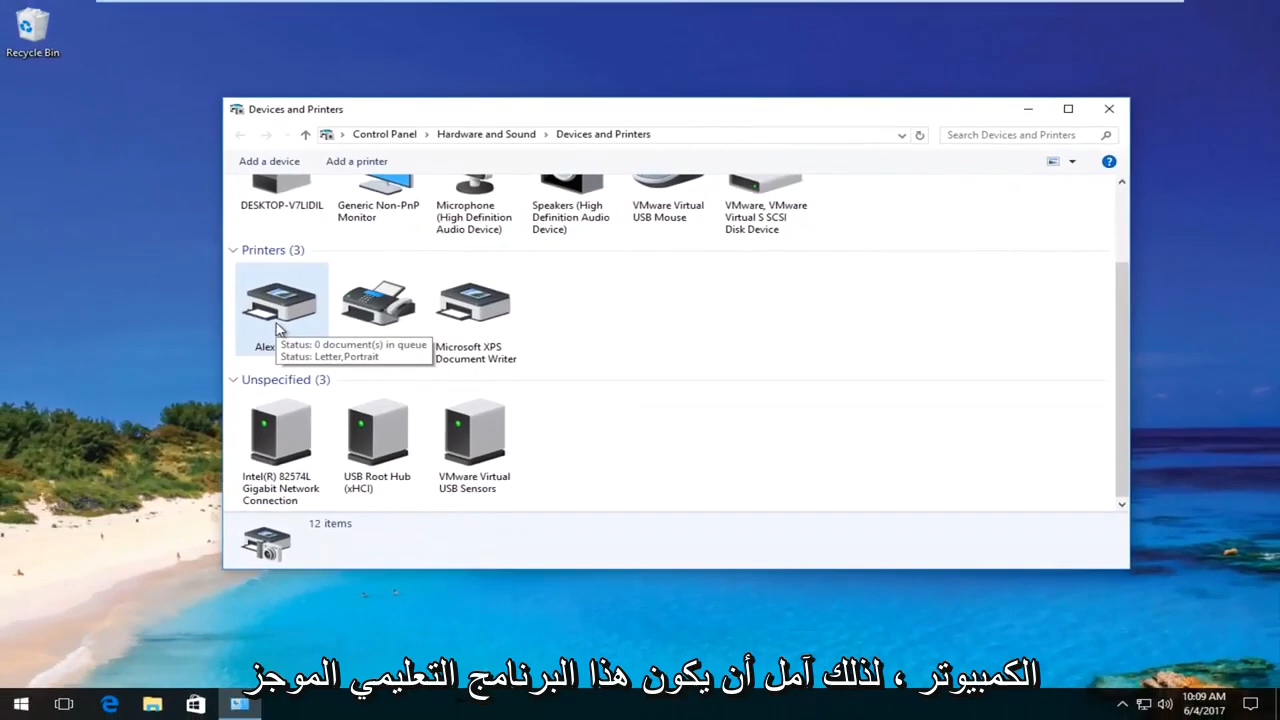 Recycle Bin
Devices and Printers
Control Panel > Hardware and Sound > Devices and Printers
Search Devices and Printers
Add a device
Add a printer
DESKTOP-V7LIDIL
Generic Non-PnP
Monitor
Microphone
(High Definition
Audio Device)
Speakers (High
Definition Audio
Device)
VMware Virtual
USB Mouse
VMware, VMware
Virtual S SCSI
Disk Device
Printers (3)
Alex
Status: 0 document(s) in queue
Status: Letter,Portrait
Microsoft XPS
Document Writer
Unspecified (3)
Intel(R) 82574L
Gigabit Network
Connection
USB Root Hub
(xHCI)
VMware Virtual
USB Sensors
12 items
الكمبيوتر ، لذلك آمل أن يكون هذا البرنامج التعليمي الموجز
10:09 AM
6/4/2017